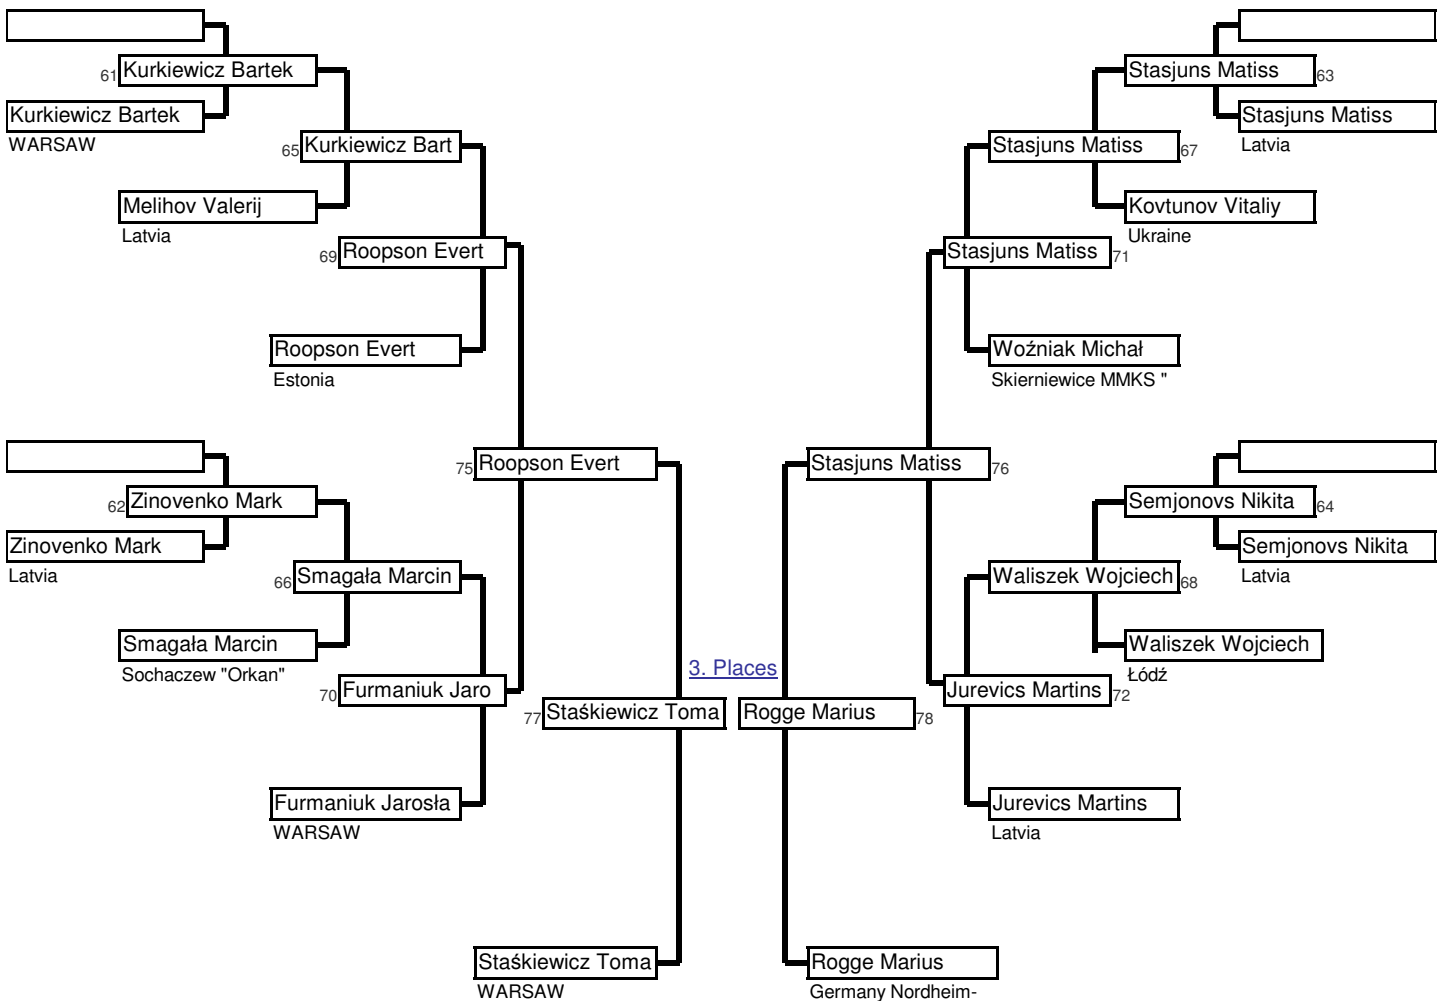 61 Kurkiewicz Bartek
Kurkiewicz Bartek
WARSAW
65 Kurkiewicz Bart
Melihov Valerij
Latvia
69 Roopson Evert
Roopson Evert
Estonia
75 Roopson Evert
62 Zinovenko Mark
Zinovenko Mark
Latvia
66 Smagała Marcin
Smagała Marcin
Sochaczew "Orkan"
70 Furmaniuk Jaro
Furmaniuk Jarosła
WARSAW
77 Staśkiewicz Toma
Staśkiewicz Toma
WARSAW
3. Places
Stasjuns Matiss 63
Stasjuns Matiss
Latvia
Stasjuns Matiss 67
Kovtunov Vitaliy
Ukraine
Stasjuns Matiss 71
Woźniak Michał
Skierniewice MMKS "
Stasjuns Matiss 76
Semjonovs Nikita 64
Semjonovs Nikita
Latvia
Waliszek Wojciech 68
Waliszek Wojciech
Łódź
Jurevics Martins 72
Jurevics Martins
Latvia
Rogge Marius 78
Rogge Marius
Germany Nordheim-